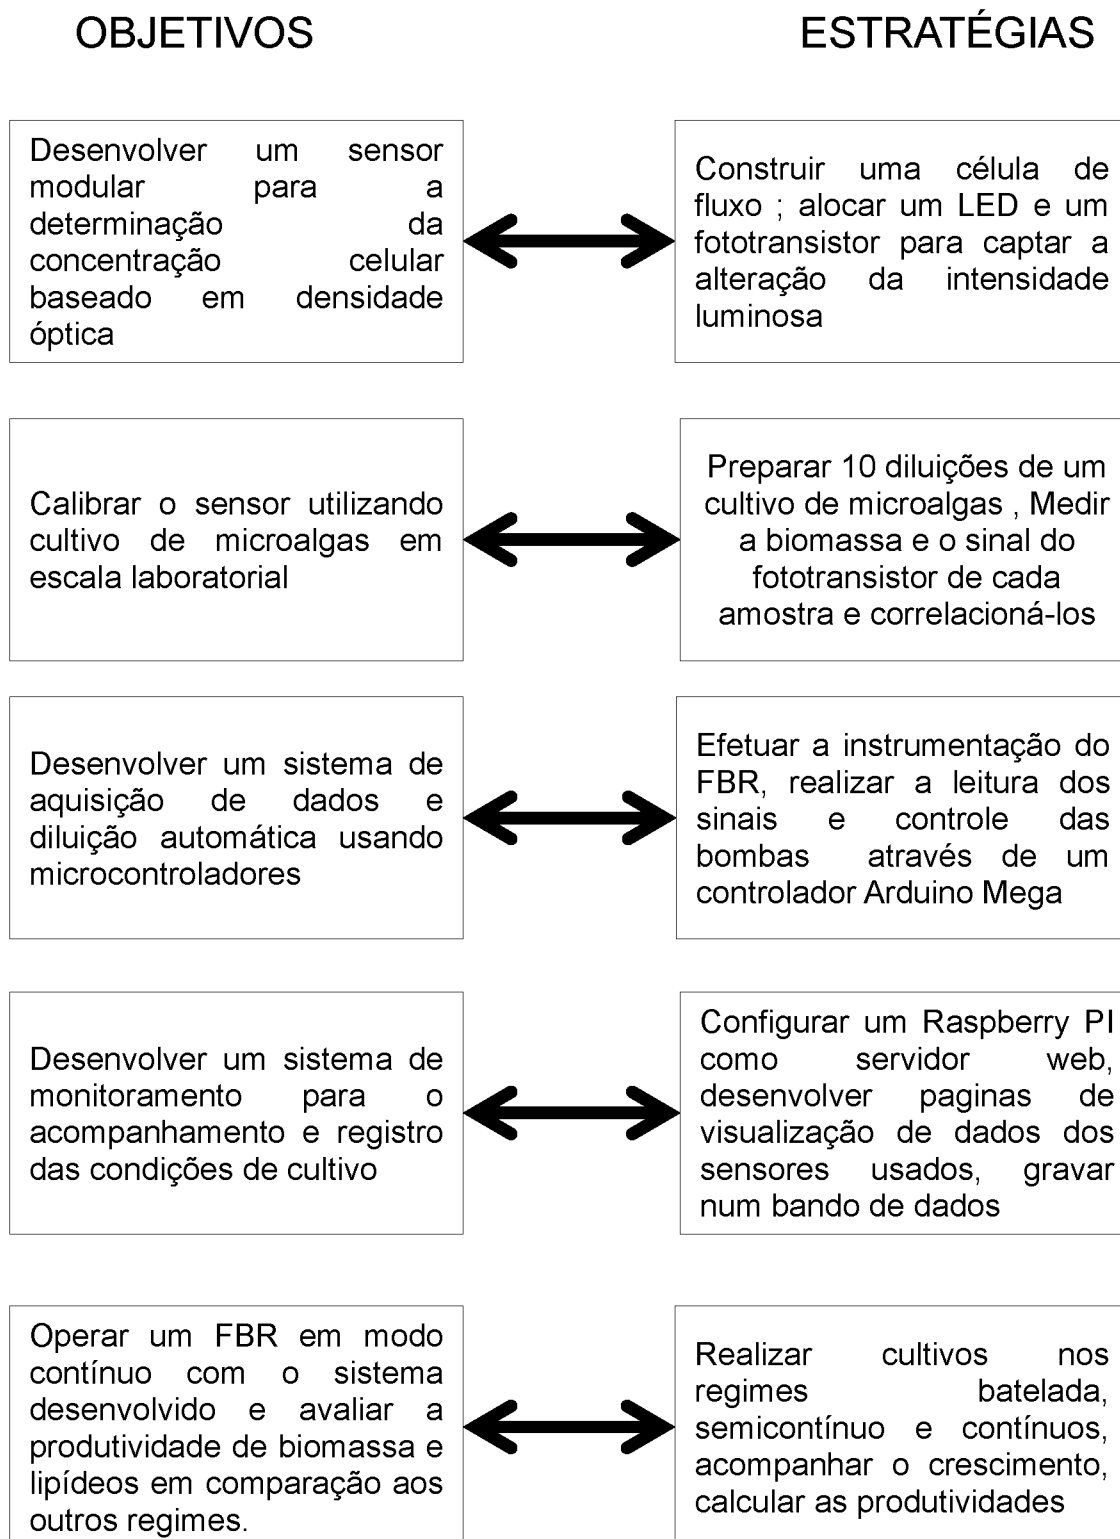 OBJETIVOS
ESTRATÉGIAS
Desenvolver um sensor
modular para a
determinação da
concentração celular
baseado em densidade
óptica
Construir uma célula de
fluxo ; alocar um LED e um
fototransistor para captar a
alteração da intensidade
luminosa
Calibrar o sensor utilizando
cultivo de microalgas em
escala laboratorial
Preparar 10 diluições de um
cultivo de microalgas , Medir
a biomassa e o sinal do
fototransistor de cada
amostra e correlacioná-los
Desenvolver um sistema de
aquisição de dados e
diluição automática usando
microcontroladores
Efetuar a instrumentação do
FBR, realizar a leitura dos
sinais e controle das
bombas através de um
controlador Arduino Mega
Desenvolver um sistema de
monitoramento para o
acompanhamento e registro
das condições de cultivo
Configurar um Raspberry PI
como servidor web,
desenvolver paginas de
visualização de dados dos
sensores usados, gravar
num bando de dados
Operar um FBR em modo
contínuo com o sistema
desenvolvido e avaliar a
produtividade de biomassa e
lipídeos em comparação aos
outros regimes.
Realizar cultivos nos
regimes batelada,
semicontínuo e contínuos,
acompanhar o crescimento,
calcular as produtividades